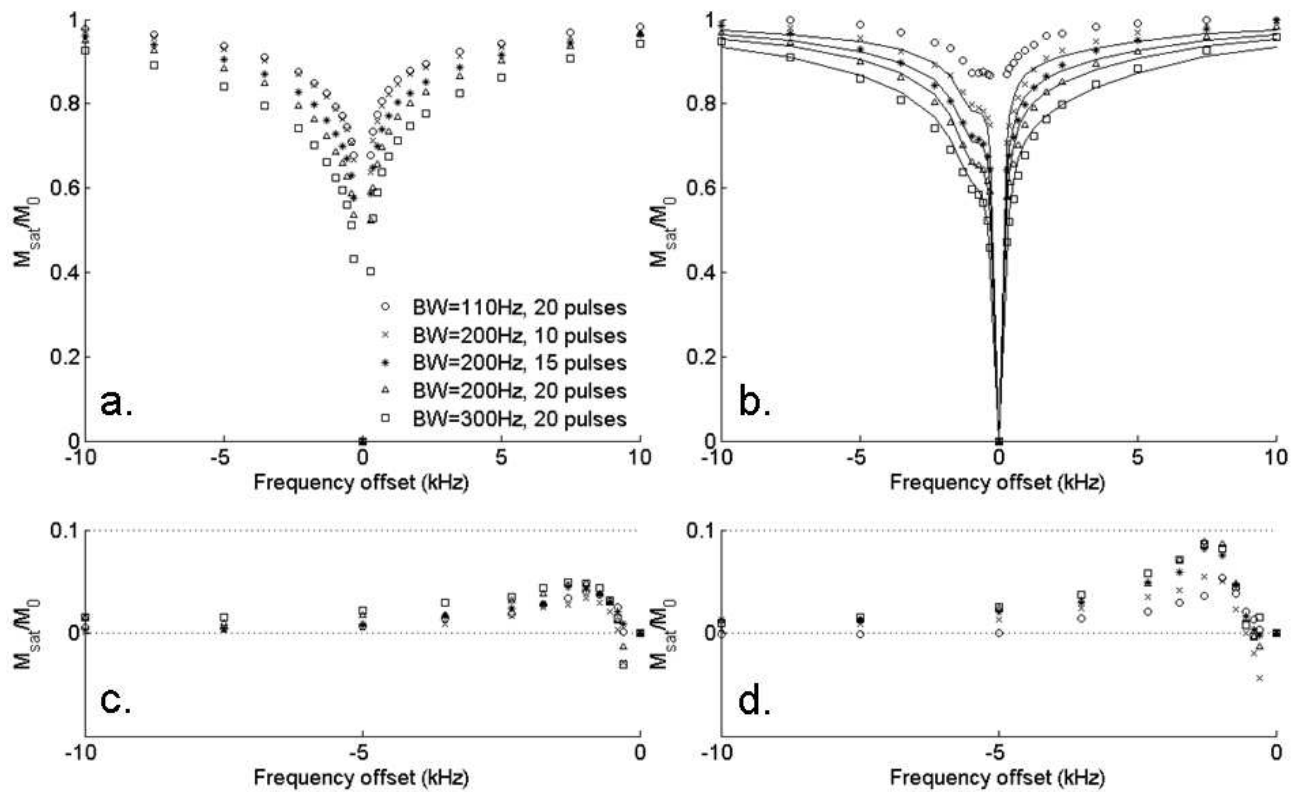 1
0.8
0.6
0.4
0.2
0
M_sat/M_0
-10
-5
0
5
10
Frequency offset (kHz)
BW=110Hz, 20 pulses
BW=200Hz, 10 pulses
BW=200Hz, 15 pulses
BW=200Hz, 20 pulses
BW=300Hz, 20 pulses
a.
1
0.8
0.6
0.4
0.2
0
M_sat/M_0
-10
-5
0
5
10
Frequency offset (kHz)
b.
0.1
0
M_sat/M_0
-10
-5
0
Frequency offset (kHz)
c.
0.1
0
M_sat/M_0
-10
-5
0
Frequency offset (kHz)
d.